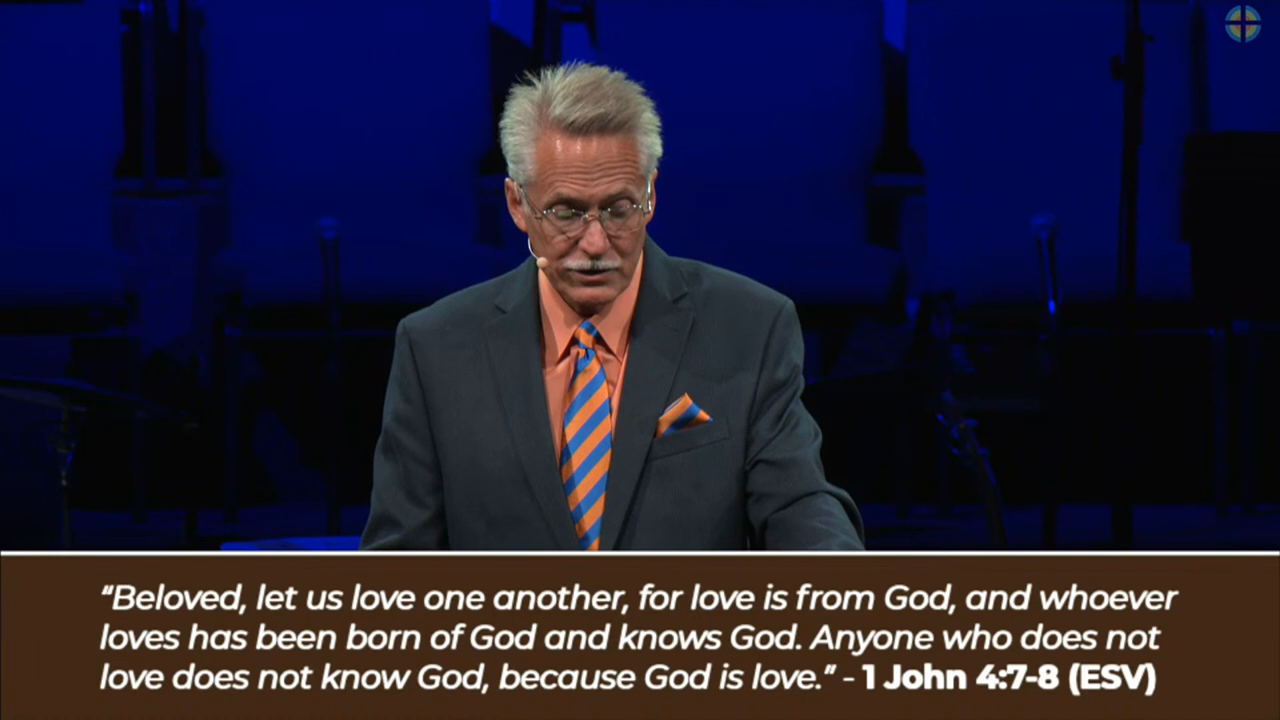 “Beloved, let us love one another, for love is from God, and whoever
loves has been born of God and knows God. Anyone who does not
love does not know God, because God is love.” - 1 John 4:7-8 (ESV)